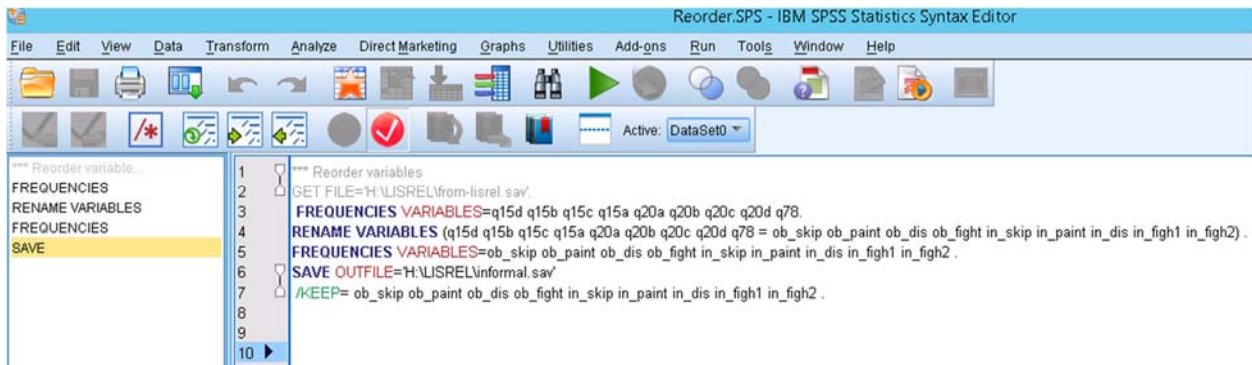 Reorder.SPS - IBM SPSS Statistics Syntax Editor
File Edit View Data Transform Analyze Direct Marketing Graphs Utilities Add-ons Run Tools Window Help
Active: DataSet0
*** Reorder variable...
FREQUENCIES
RENAME VARIABLES
FREQUENCIES
SAVE
1 *** Reorder variables
2 GET FILE='H:\LISREL\from-lisrel.sav'.
3 FREQUENCIES VARIABLES=q15d q15b q15c q15a q20a q20b q20c q20d q78.
4 RENAME VARIABLES (q15d q15b q15c q15a q20a q20b q20c q20d q78 = ob_skip ob_paint ob_dis ob_fight in_skip in_paint in_dis in_figh1 in_figh2) .
5 FREQUENCIES VARIABLES=ob_skip ob_paint ob_dis ob_fight in_skip in_paint in_dis in_figh1 in_figh2 .
6 SAVE OUTFILE='H:\LISREL\informal.sav'
7 /KEEP= ob_skip ob_paint ob_dis ob_fight in_skip in_paint in_dis in_figh1 in_figh2 .
8
9
10